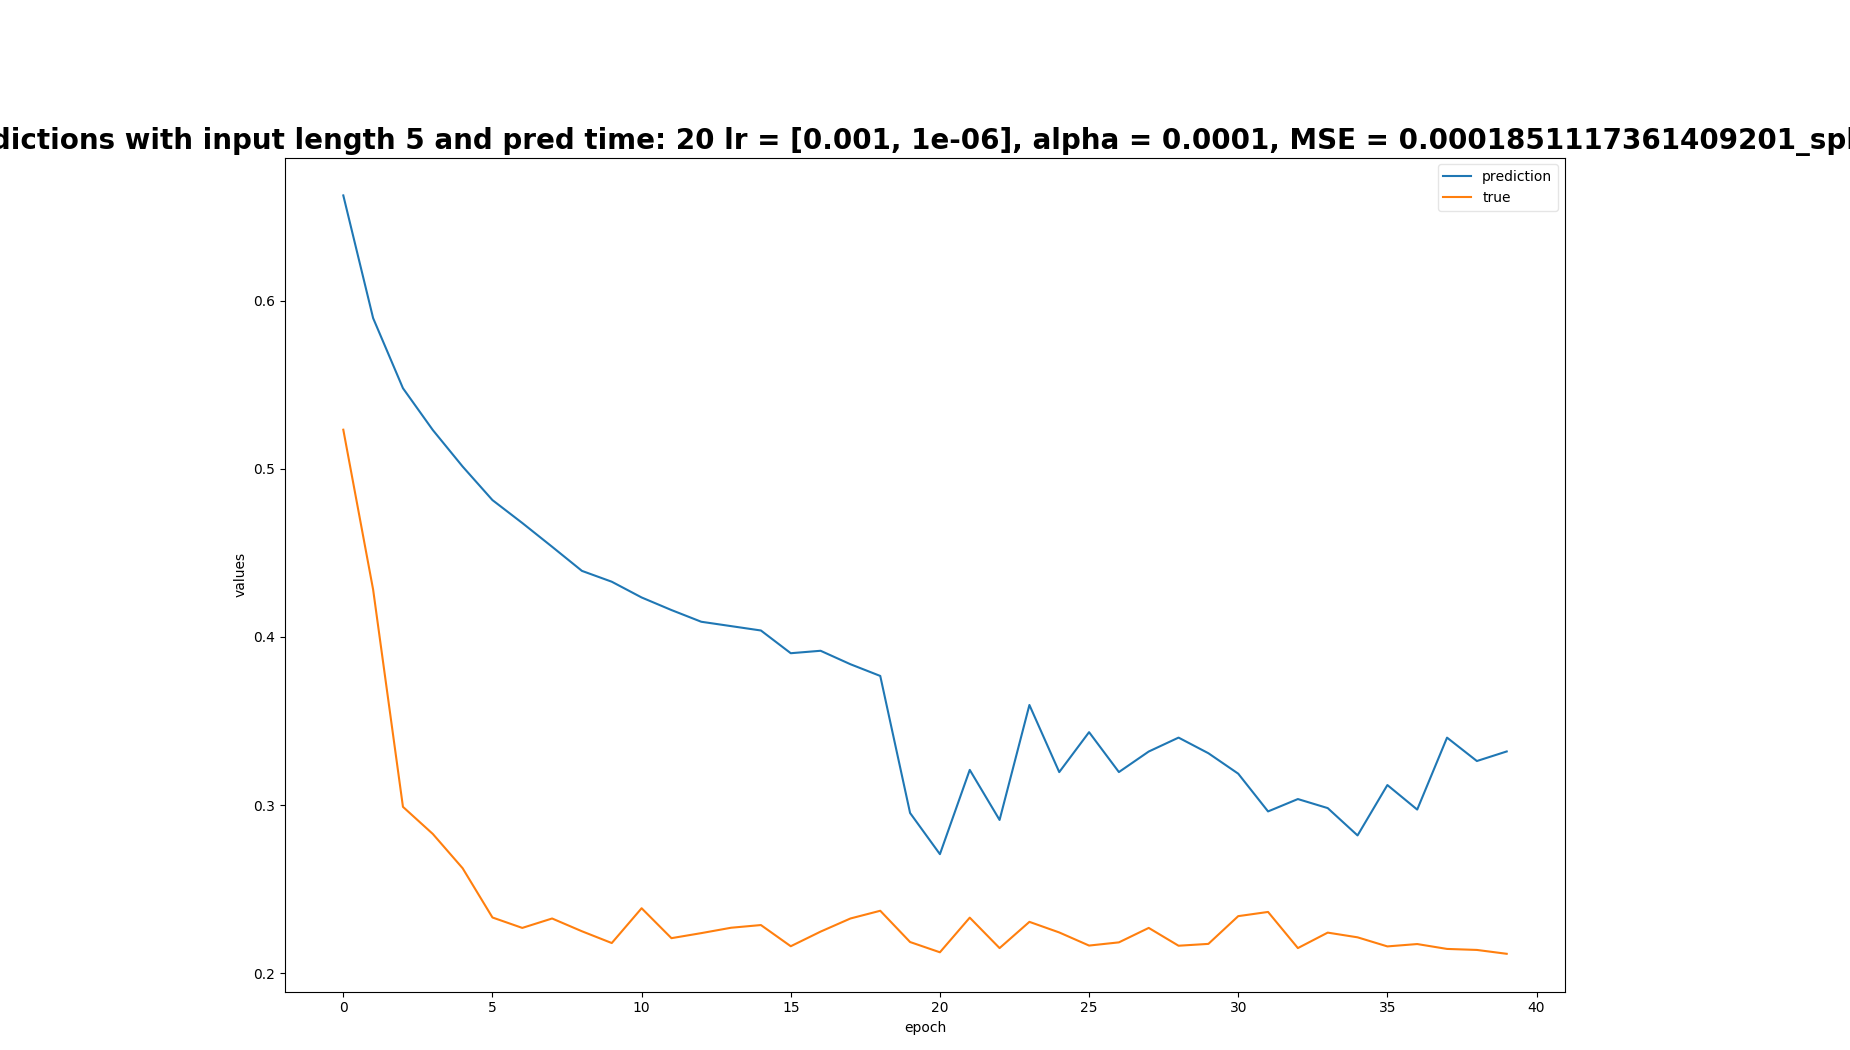 dictions with input length 5 and pred time: 20 lr = [0.001, 1e-06], alpha = 0.0001, MSE = 0.0001851117361409201_spl
prediction
true
0.6
0.5
0.4
0.3
0.2
values
0 5 10 15 20 25 30 35 40
epoch